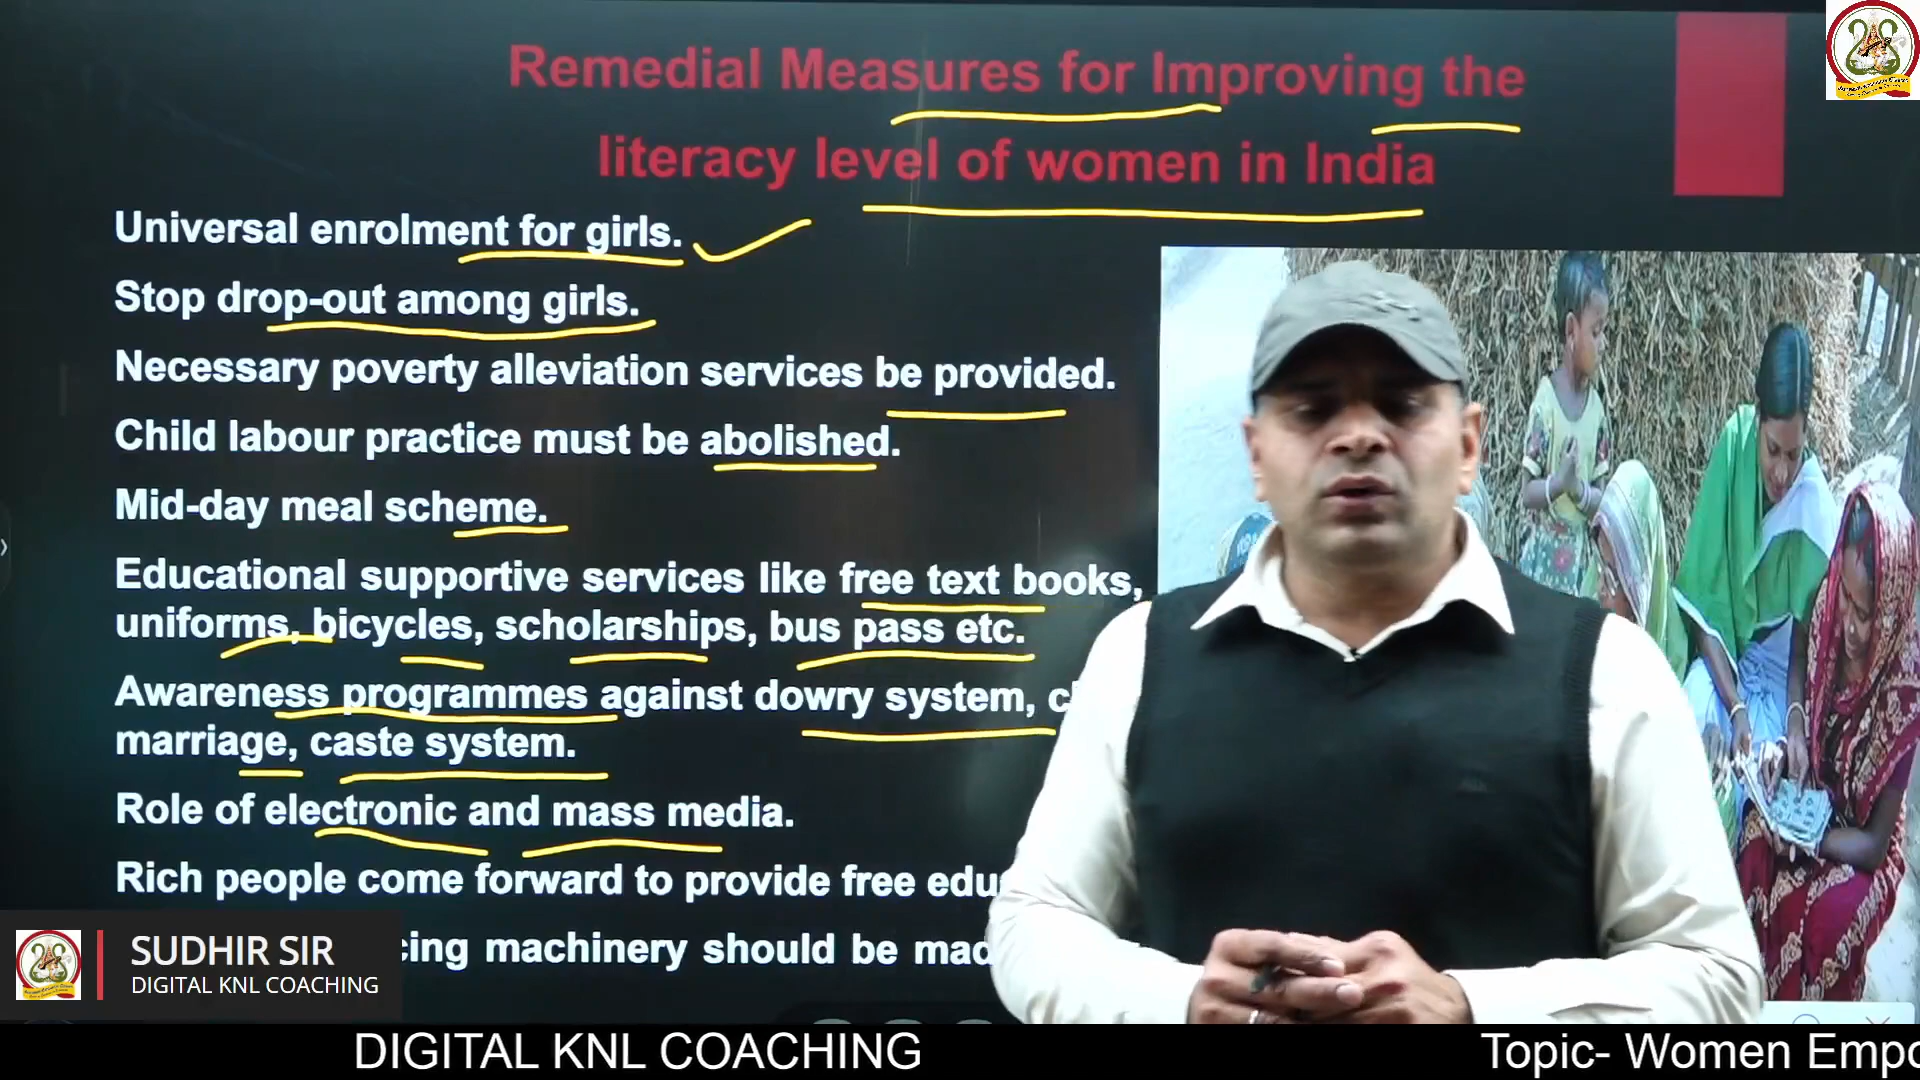 Remedial Measures for Improving the
literacy level of women in India
Universal enrolment for girls.
Stop drop-out among girls.
Necessary poverty alleviation services be provided.
Child labour practice must be abolished.
Mid-day meal scheme.
Educational supportive services like free text books,
uniforms, bicycles, scholarships, bus pass etc.
Awareness programmes against dowry system,
marriage, caste system.
Role of electronic and mass media.
Rich people come forward to provide free
machinery should be
SUDHIR SIR
DIGITAL KNL COACHING
DIGITAL KNL COACHING
Topic- Women